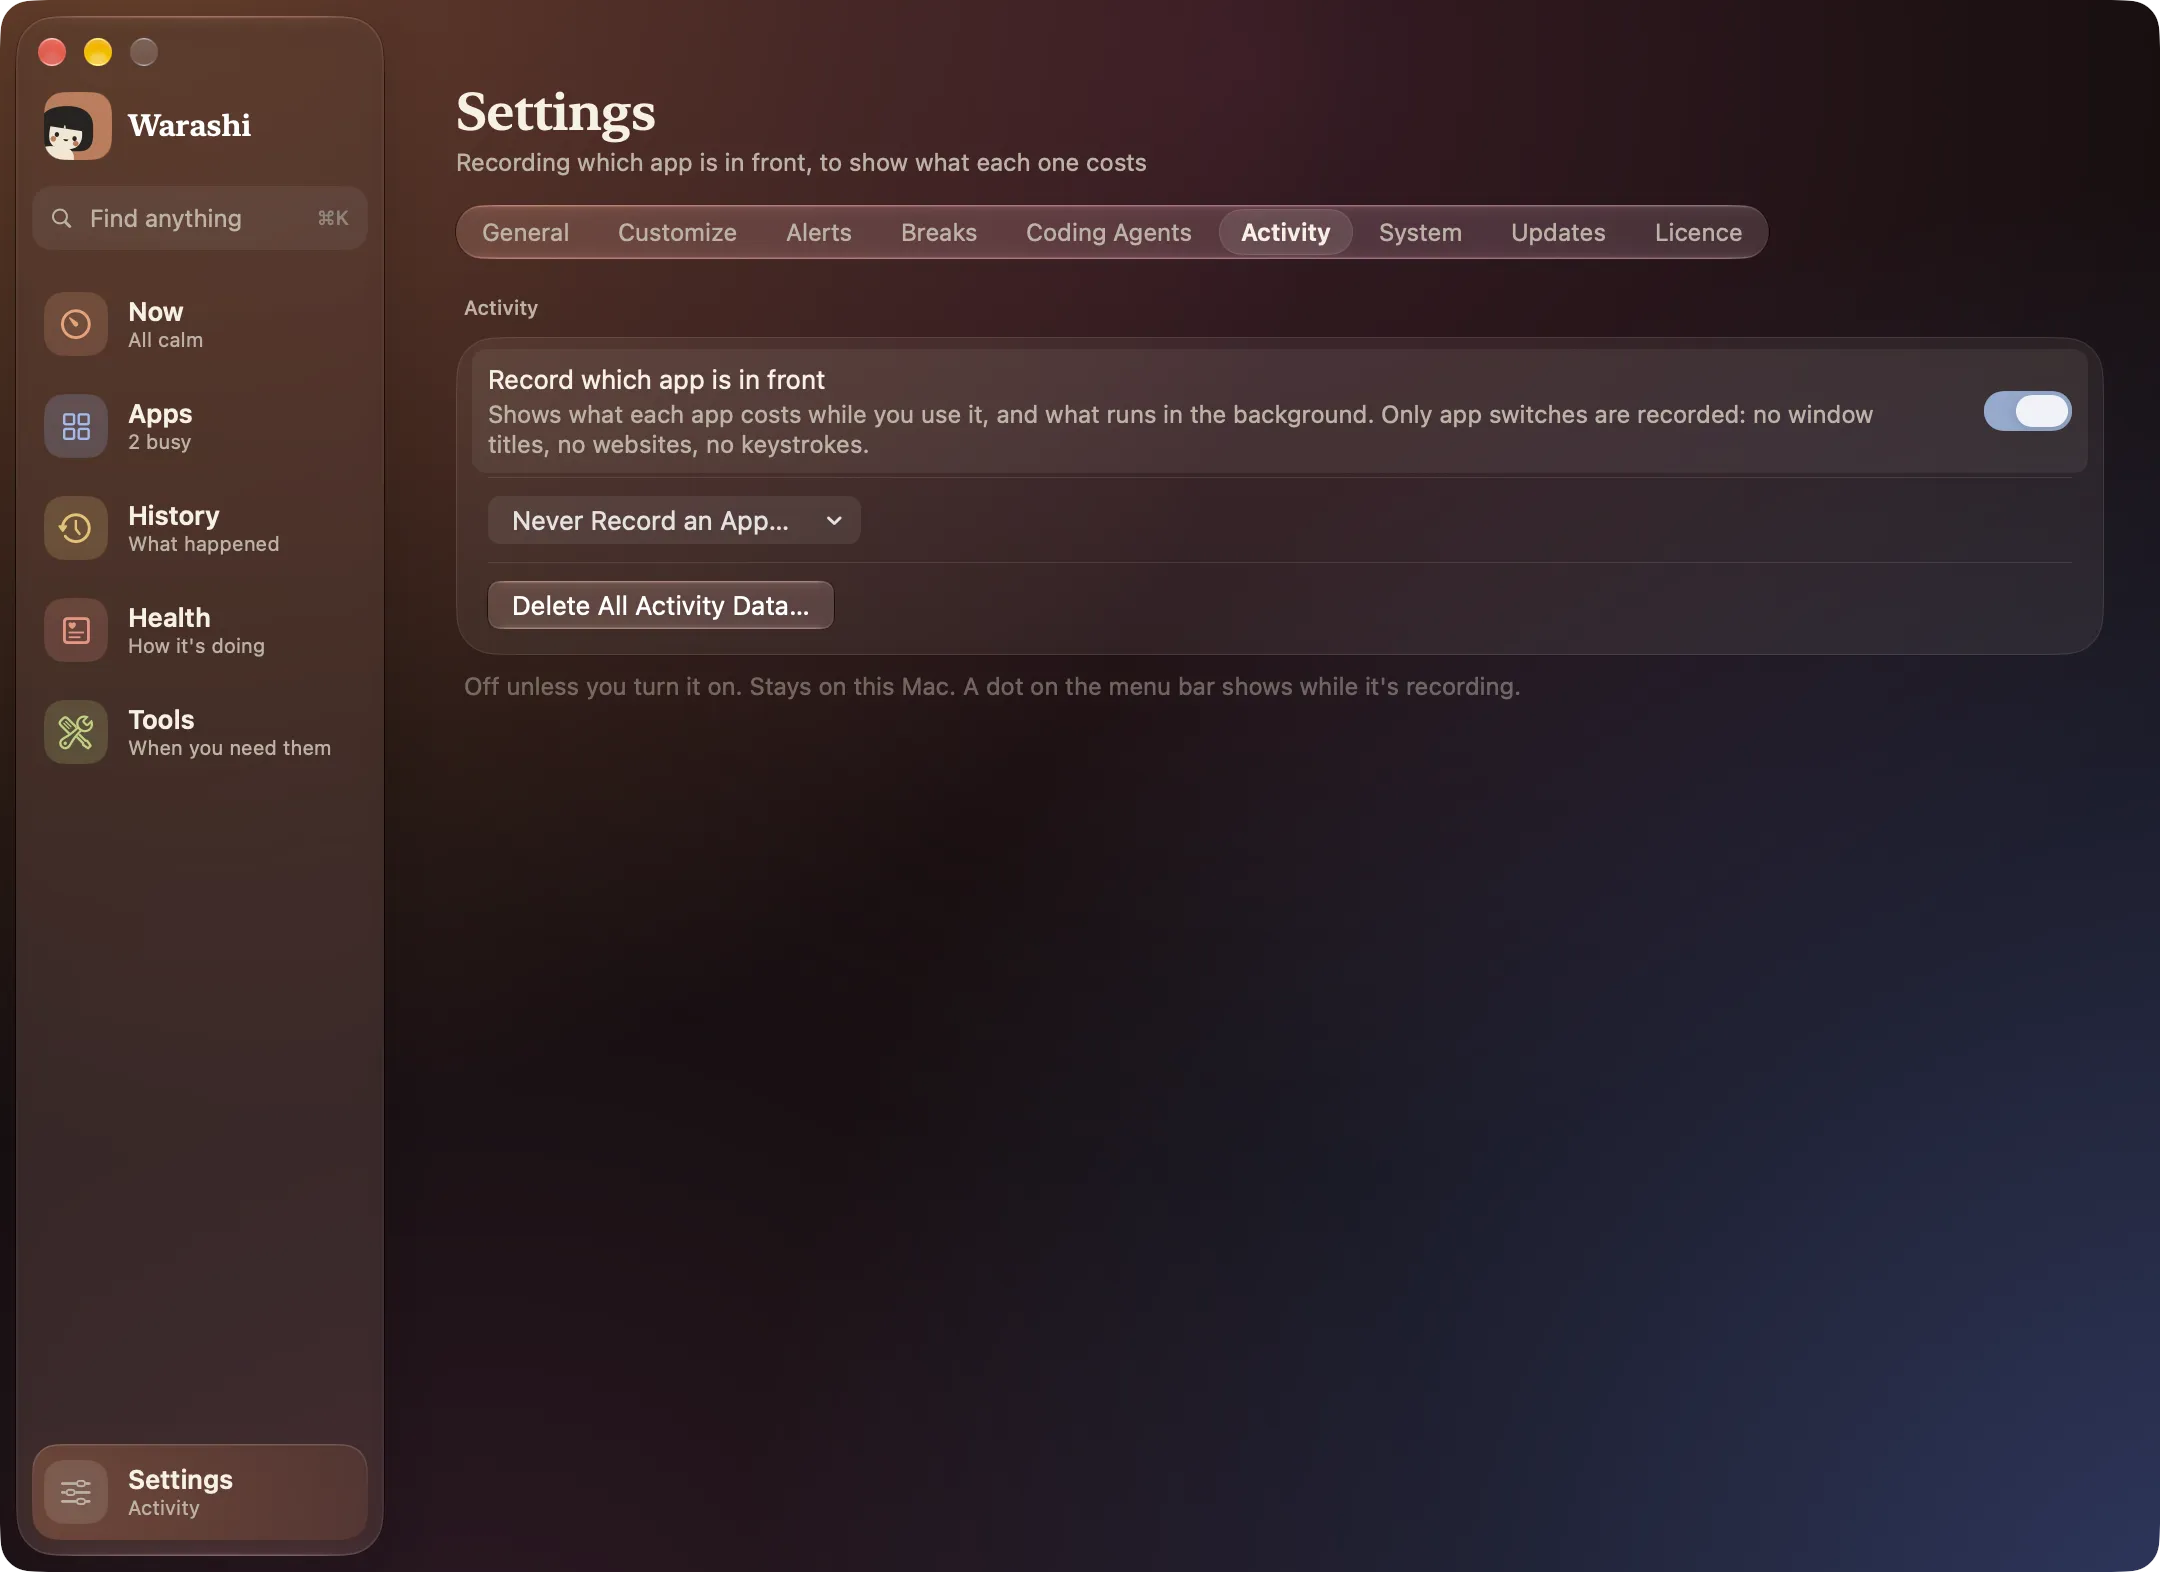 Warashi
Find anything ⌘K
Now
All calm
Apps
2 busy
History
What happened
Health
How it's doing
Tools
When you need them
Settings
Activity
Settings
Recording which app is in front, to show what each one costs
General Customize Alerts Breaks Coding Agents Activity System Updates Licence
Activity
Record which app is in front
Shows what each app costs while you use it, and what runs in the background. Only app switches are recorded: no window
titles, no websites, no keystrokes.
Never Record an App...
Delete All Activity Data...
Off unless you turn it on. Stays on this Mac. A dot on the menu bar shows while it's recording.